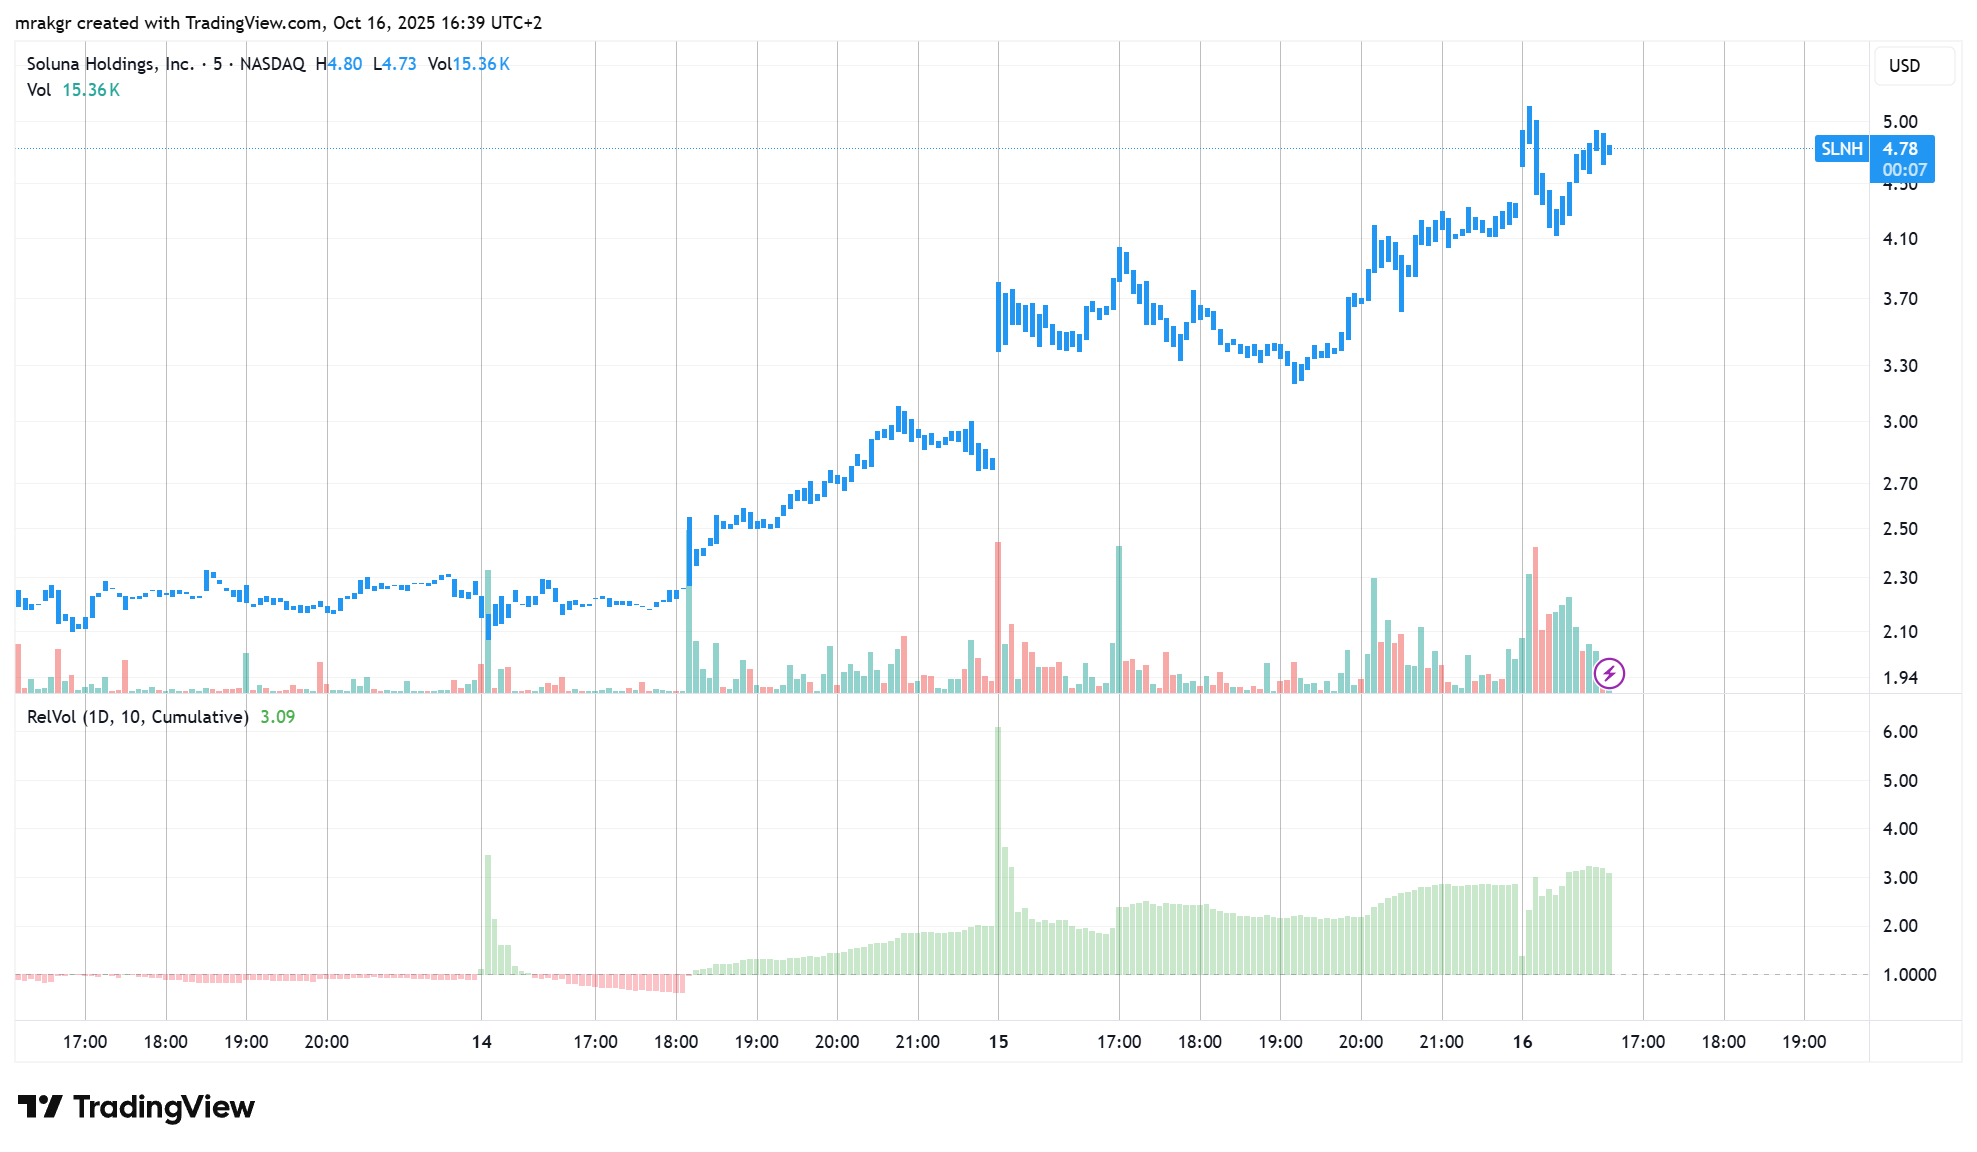 mrakgr created with TradingView.com, Oct 16, 2025 16:39 UTC+2
Soluna Holdings, Inc. · 5 · NASDAQ H4.80 L4.73 Vol15.36K
Vol 15.36K
USD
5.00
SLNH 4.78
00:07
4.50
4.10
3.70
3.30
3.00
2.70
2.50
2.30
2.10
1.94
RelVol (1D, 10, Cumulative) 3.09
6.00
5.00
4.00
3.00
2.00
1.0000
17:00 18:00 19:00 20:00 14 17:00 18:00 19:00 20:00 21:00 15 17:00 18:00 19:00 20:00 21:00 16 17:00 18:00 19:00
TradingView